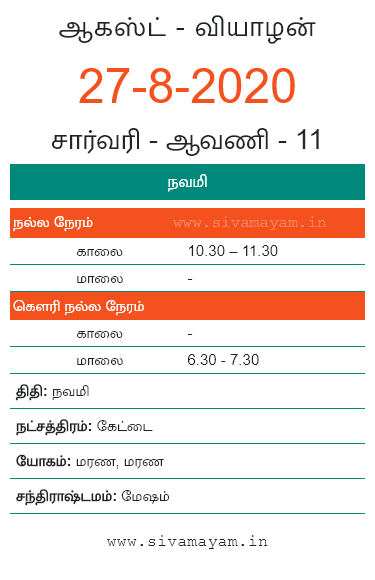 ஆகஸ்ட் - வியாழன்
27-8-2020
சார்வரி - ஆவணி - 11
நவமி
நல்ல நேரம் www.sivamayam.in
காலை 10.30 – 11.30
மாலை -
கௌரி நல்ல நேரம்
காலை -
மாலை 6.30 - 7.30
திதி: நவமி
நட்சத்திரம்: கேட்டை
யோகம்: மரண, மரண
சந்திராஷ்டமம்: மேஷம்
www.sivamayam.in